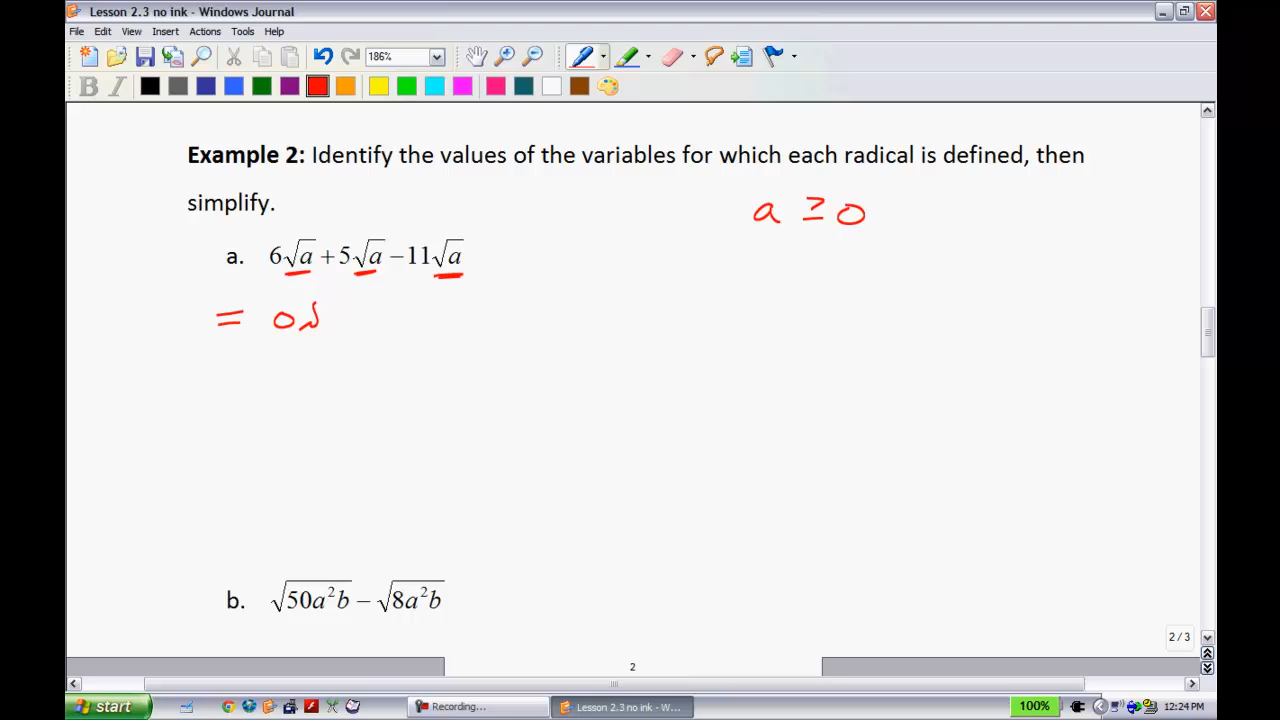 Lesson 2.3 no ink - Windows Journal
File Edit View Insert Actions Tools Help
186%
B I
Example 2: Identify the values of the variables for which each radical is defined, then
simplify.
a ≥ 0
a. 6√a + 5√a − 11√a
= 0√
b. √50a²b − √8a²b
2 / 3
2
start
Recording...
Lesson 2.3 no ink - W...
100%
12:24 PM